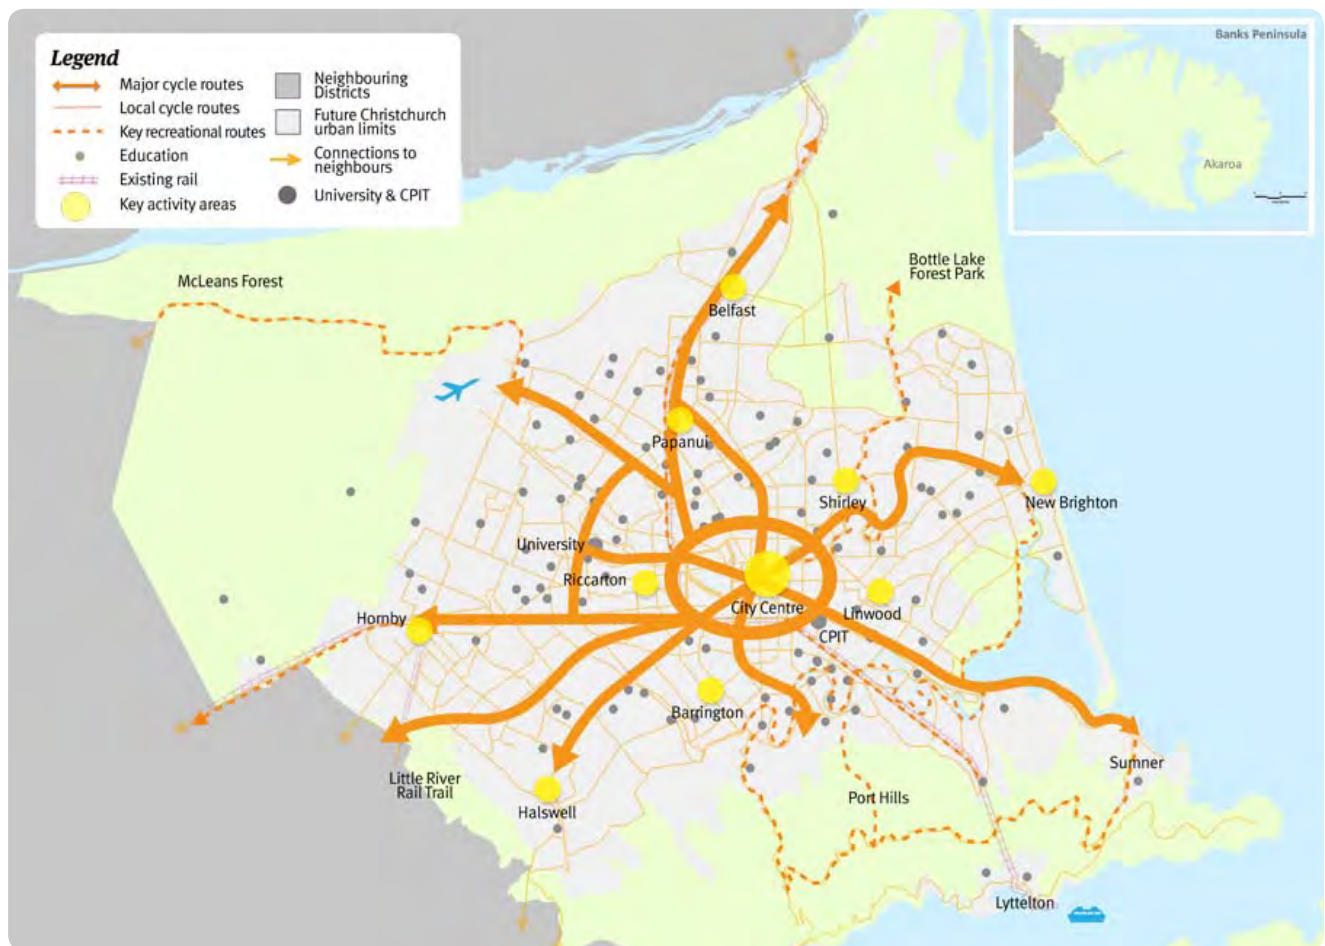 Legend
Major cycle routes
Local cycle routes
Key recreational routes
Education
Existing rail
Key activity areas
Neighbouring
Districts
Future Christchurch
urban limits
Connections to
neighbours
University & CPIT
Banks Peninsula
Akaroa
McLeans Forest
Bottle Lake
Forest Park
Belfast
Papanui
Shirley
New Brighton
University
Riccarton
City Centre
Linwood
Hornby
CPIT
Barrington
Little River
Rail Trail
Halswell
Port Hills
Sumner
Lyttelton